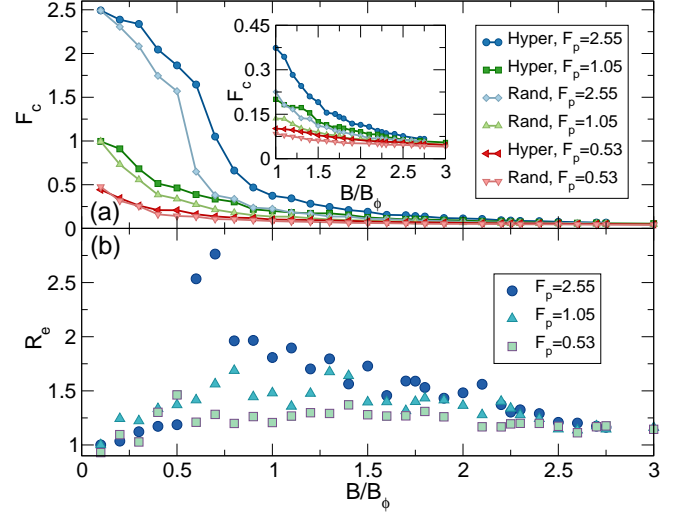 2.5
2
1.5
1
0.5
0
F_c
(a)
0.45
0.3
0.15
0
F_c
1 1.5 2 2.5 3
B/B_ϕ
Hyper, F_p=2.55
Hyper, F_p=1.05
Rand, F_p=2.55
Rand, F_p=1.05
Hyper, F_p=0.53
Rand, F_p=0.53
(b)
2.5
2
1.5
1
R_e
F_p=2.55
F_p=1.05
F_p=0.53
0 0.5 1 1.5 2 2.5 3
B/B_ϕ